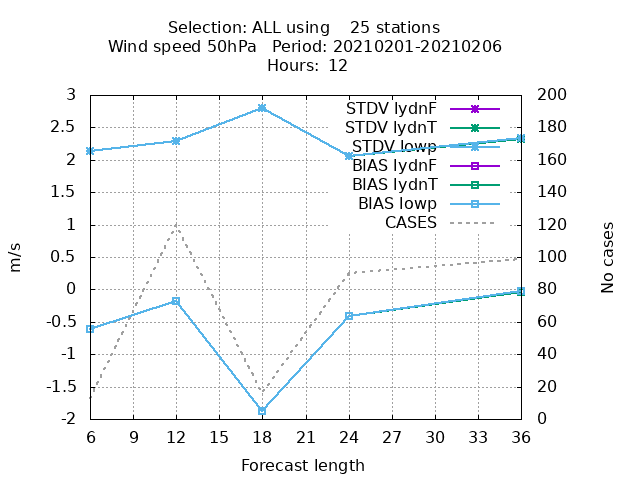 Selection: ALL using    25 stations
Wind speed 50hPa   Period: 20210201-20210206
Hours:  12
3
2.5
2
1.5
1
0.5
0
-0.5
-1
-1.5
-2
200
180
160
140
120
100
80
60
40
20
0
STDV lydnF
STDV lydnT
STDV lowp
BIAS lydnF
BIAS lydnT
BIAS lowp
CASES
m/s
No cases
6 9 12 15 18 21 24 27 30 33 36
Forecast length